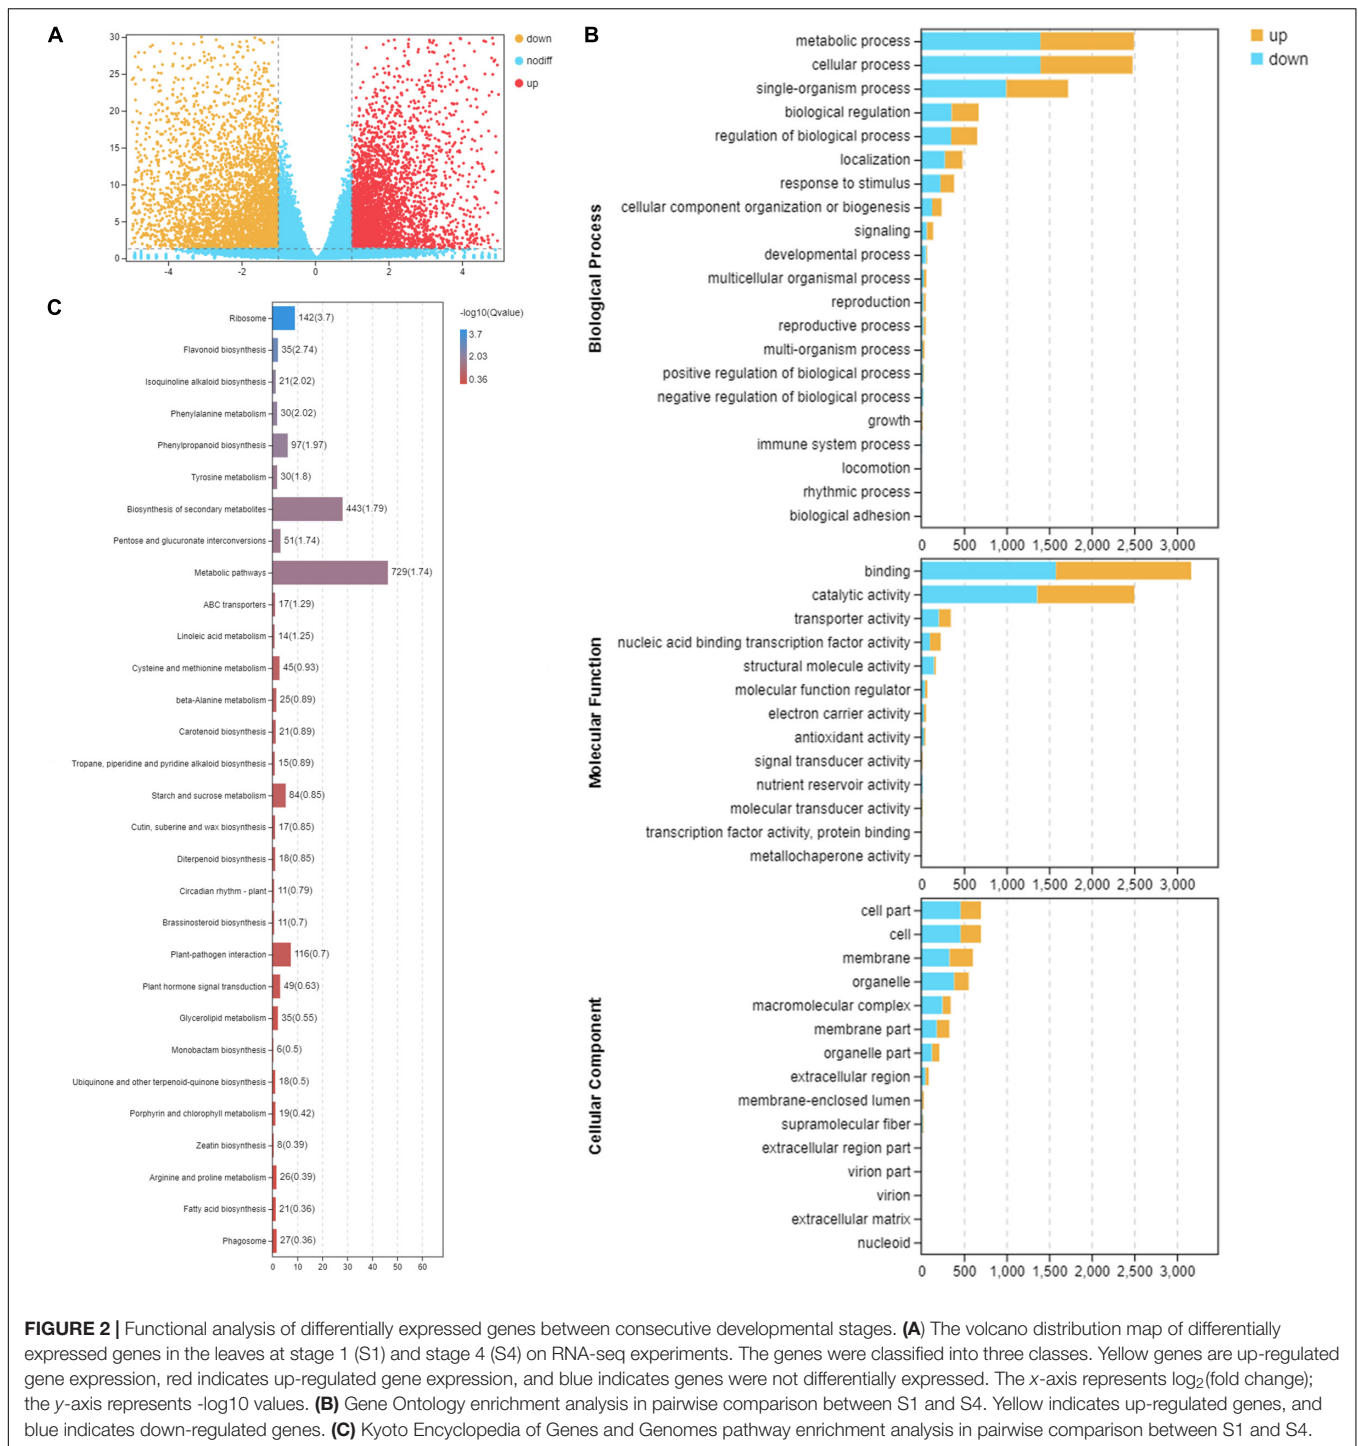 A
30
25
20
15
10
5
0
-4
-2
0
2
4
down
nodiff
up
B
Biological Process
metabolic process
cellular process
single-organism process
biological regulation
regulation of biological process
localization
response to stimulus
cellular component organization or biogenesis
signaling
developmental process
multicellular organismal process
reproduction
reproductive process
multi-organism process
positive regulation of biological process
negative regulation of biological process
growth
immune system process
locomotion
rhythmic process
biological adhesion
0 500 1,000 1,500 2,000 2,500 3,000
up
down
Molecular Function
binding
catalytic activity
transporter activity
nucleic acid binding transcription factor activity
structural molecule activity
molecular function regulator
electron carrier activity
antioxidant activity
signal transducer activity
nutrient reservoir activity
molecular transducer activity
transcription factor activity, protein binding
metallochaperone activity
0 500 1,000 1,500 2,000 2,500 3,000
Cellular Component
cell part
cell
membrane
organelle
macromolecular complex
membrane part
organelle part
extracellular region
membrane-enclosed lumen
supramolecular fiber
extracellular region part
virion part
virion
extracellular matrix
nucleoid
0 500 1,000 1,500 2,000 2,500 3,000
C
Ribosome 142(3.7)
Flavonoid biosynthesis 35(2.74)
Isoquinoline alkaloid biosynthesis 21(2.02)
Phenylalanine metabolism 30(2.02)
Phenylpropanoid biosynthesis 97(1.97)
Tyrosine metabolism 30(1.8)
Biosynthesis of secondary metabolites 443(1.79)
Pentose and glucuronate interconversions 51(1.74)
Metabolic pathways 729(1.74)
ABC transporters 17(1.29)
Linoleic acid metabolism 14(1.25)
Cysteine and methionine metabolism 45(0.93)
beta-Alanine metabolism 25(0.89)
Carotenoid biosynthesis 21(0.89)
Tropane, piperidine and pyridine alkaloid biosynthesis 15(0.89)
Starch and sucrose metabolism 84(0.85)
Cutin, suberine and wax biosynthesis 17(0.85)
Diterpenoid biosynthesis 18(0.85)
Circadian rhythm - plant 11(0.79)
Brassinosteroid biosynthesis 11(0.7)
Plant-pathogen interaction 116(0.7)
Plant hormone signal transduction 49(0.63)
Glycerolipid metabolism 35(0.55)
Monobactam biosynthesis 6(0.5)
Ubiquinone and other terpenoid-quinone biosynthesis 18(0.5)
Porphyrin and chlorophyll metabolism 19(0.42)
Zeatin biosynthesis 8(0.39)
Arginine and proline metabolism 26(0.39)
Fatty acid biosynthesis 21(0.36)
Phagosome 27(0.36)
0 10 20 30 40 50 60
-log10(Qvalue)
3.7
2.03
0.36
FIGURE 2 | Functional analysis of differentially expressed genes between consecutive developmental stages. (A) The volcano distribution map of differentially
expressed genes in the leaves at stage 1 (S1) and stage 4 (S4) on RNA-seq experiments. The genes were classified into three classes. Yellow genes are up-regulated
gene expression, red indicates up-regulated gene expression, and blue indicates genes were not differentially expressed. The x-axis represents log2(fold change);
the y-axis represents -log10 values. (B) Gene Ontology enrichment analysis in pairwise comparison between S1 and S4. Yellow indicates up-regulated genes, and
blue indicates down-regulated genes. (C) Kyoto Encyclopedia of Genes and Genomes pathway enrichment analysis in pairwise comparison between S1 and S4.